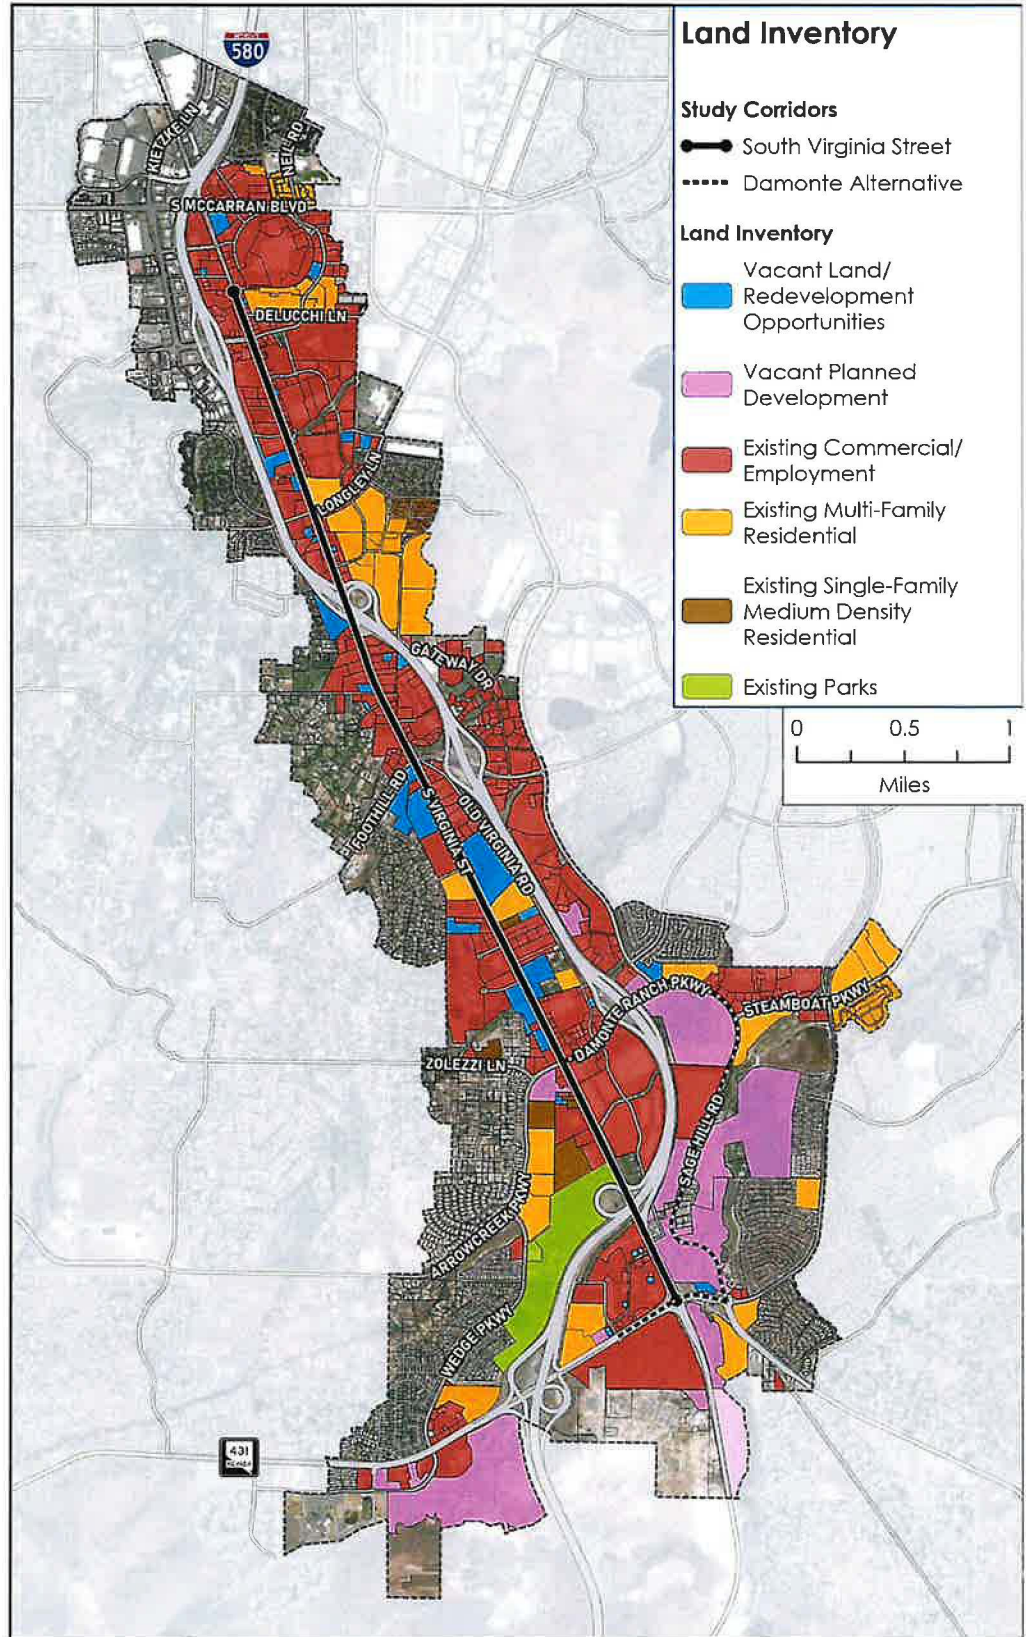 Land Inventory
Study Corridors
South Virginia Street
Damonte Alternative
Land Inventory
Vacant Land/
Redevelopment
Opportunities
Vacant Planned
Development
Existing Commercial/
Employment
Existing Multi-Family
Residential
Existing Single-Family
Medium Density
Residential
Existing Parks
0 0.5 1
Miles
580
KIETZKE LN
NEIL RD
S MCCARRAN BLVD
DELUCCHI LN
LONGLEY LN
GATEWAY DR
FOOTHILL RD
S VIRGINIA ST
OLD VIRGINIA RD
DAMONTE RANCH PKWY
STEAMBOAT PKWY
ZOLEZZI LN
SAGE HILL RD
ARROWCREEK PKWY
WEDGE PKWY
431
NEVADA